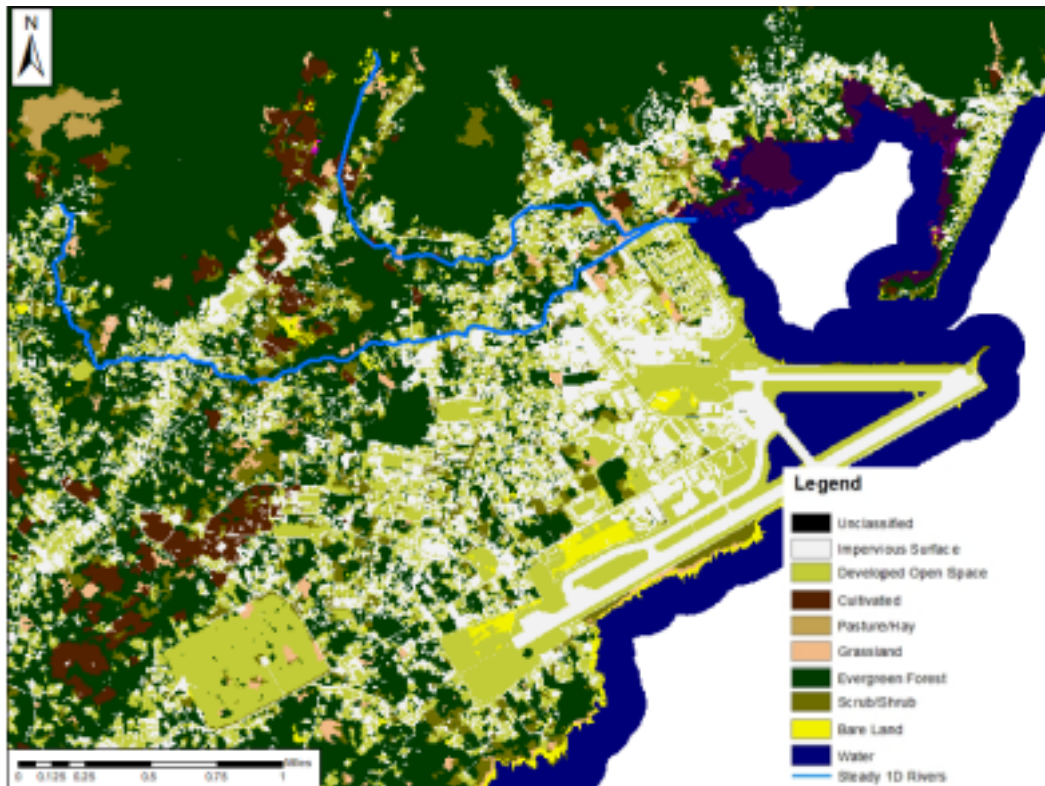 N
Legend
Unclassified
Impervious Surface
Developed Open Space
Cultivated
Pasture/Hay
Grassland
Evergreen Forest
Scrub/Shrub
Bare Land
Water
Steady 1D Rivers
Miles
0 0.125 0.25 0.5 0.75 1